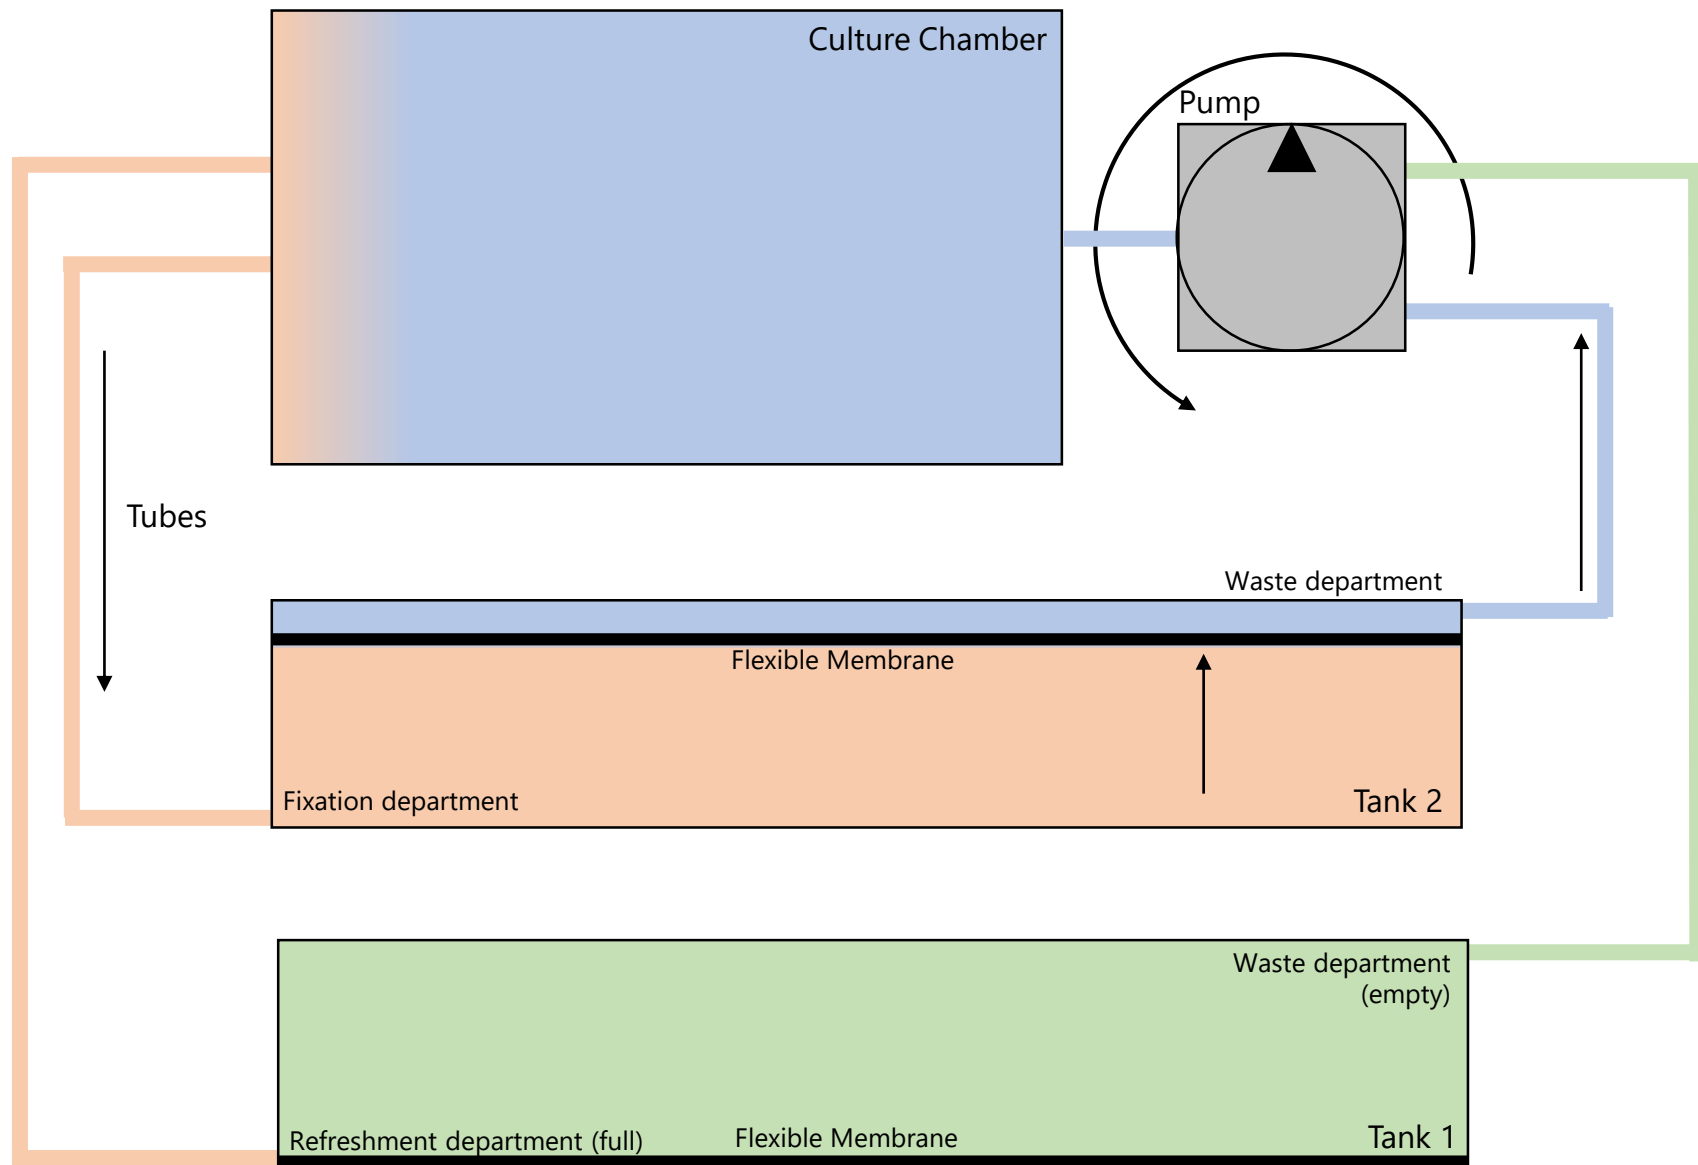 Culture Chamber
Pump
Tubes
Waste department
Flexible Membrane
Fixation department
Tank 2
Waste department
(empty)
Refreshment department (full)
Flexible Membrane
Tank 1